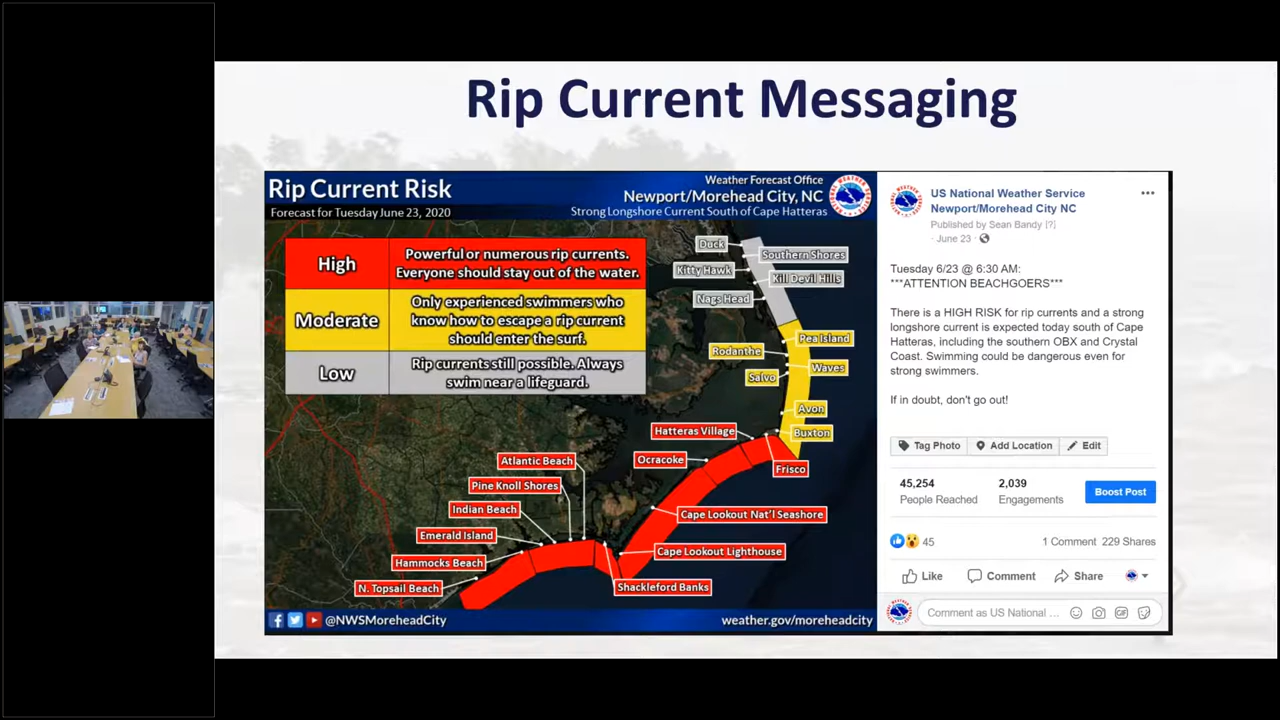 Rip Current Messaging
Rip Current Risk
Forecast for Tuesday June 23, 2020
Weather Forecast Office
Newport/Morehead City, NC
Strong Longshore Current South of Cape Hatteras
High
Powerful or numerous rip currents.
Everyone should stay out of the water.
Moderate
Only experienced swimmers who
know how to escape a rip current
should enter the surf.
Low
Rip currents still possible. Always
swim near a lifeguard.
Duck
Southern Shores
Kitty Hawk
Kill Devil Hills
Nags Head
Pea Island
Rodanthe
Waves
Salvo
Avon
Buxton
Hatteras Village
Frisco
Ocracoke
Atlantic Beach
Pine Knoll Shores
Indian Beach
Cape Lookout Nat'l Seashore
Emerald Island
Cape Lookout Lighthouse
Hammocks Beach
N. Topsail Beach
Shackleford Banks
@NWSMoreheadCity
weather.gov/moreheadcity
US National Weather Service
Newport/Morehead City NC
Published by Sean Bandy [?]
· June 23 ·
Tuesday 6/23 @ 6:30 AM:
***ATTENTION BEACHGOERS***
There is a HIGH RISK for rip currents and a strong
longshore current is expected today south of Cape
Hatteras, including the southern OBX and Crystal
Coast. Swimming could be dangerous even for
strong swimmers.
If in doubt, don't go out!
Tag Photo
Add Location
Edit
45,254
People Reached
2,039
Engagements
Boost Post
45
1 Comment 229 Shares
Like
Comment
Share
Comment as US National ...
GIF